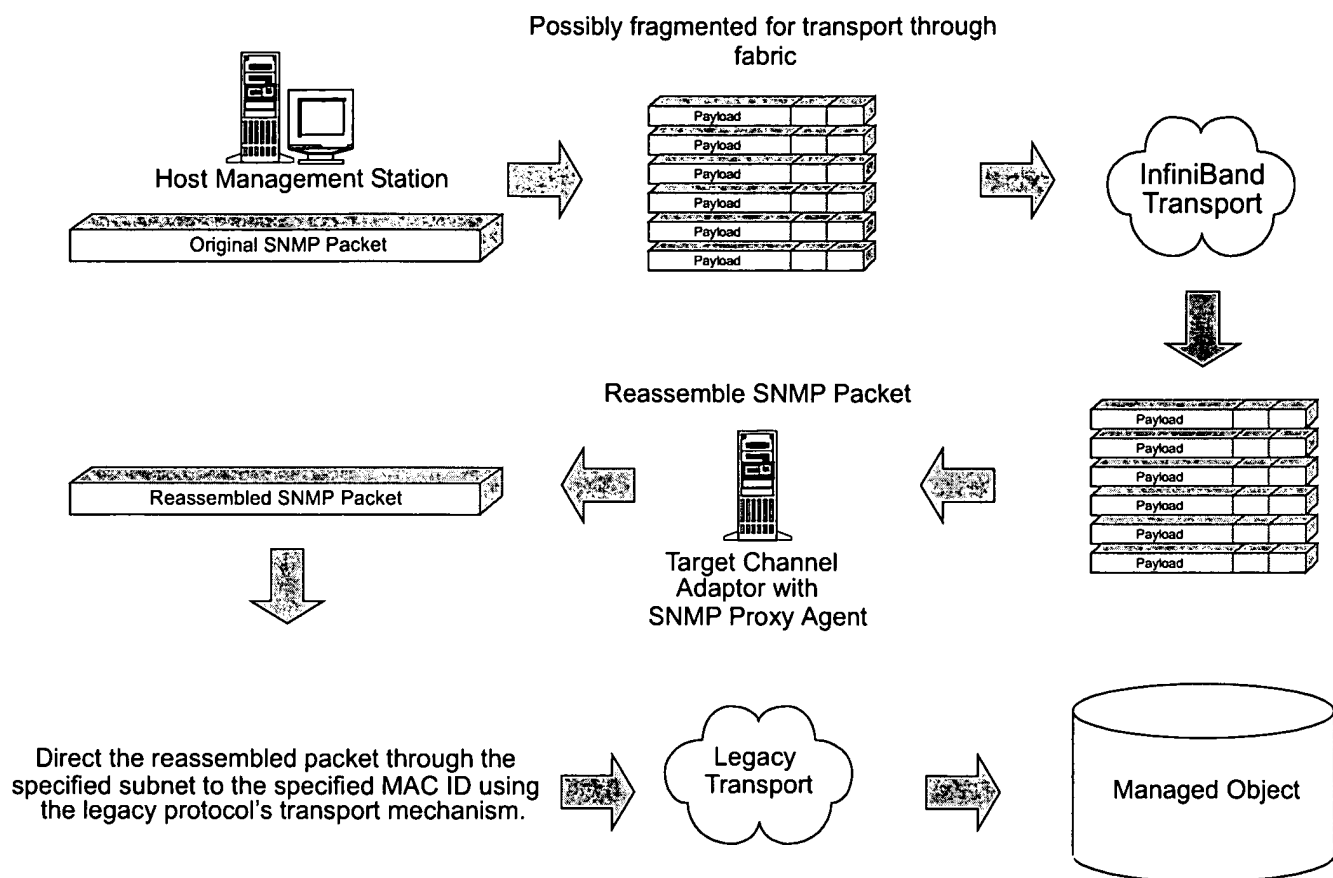 Possibly fragmented for transport through
fabric
Host Management Station
Original SNMP Packet
Payload
Payload
Payload
Payload
Payload
Payload
InfiniBand
Transport
Payload
Payload
Payload
Payload
Payload
Payload
Reassemble SNMP Packet
Target Channel
Adaptor with
SNMP Proxy Agent
Reassembled SNMP Packet
Direct the reassembled packet through the
specified subnet to the specified MAC ID using
the legacy protocol's transport mechanism.
Legacy
Transport
Managed Object